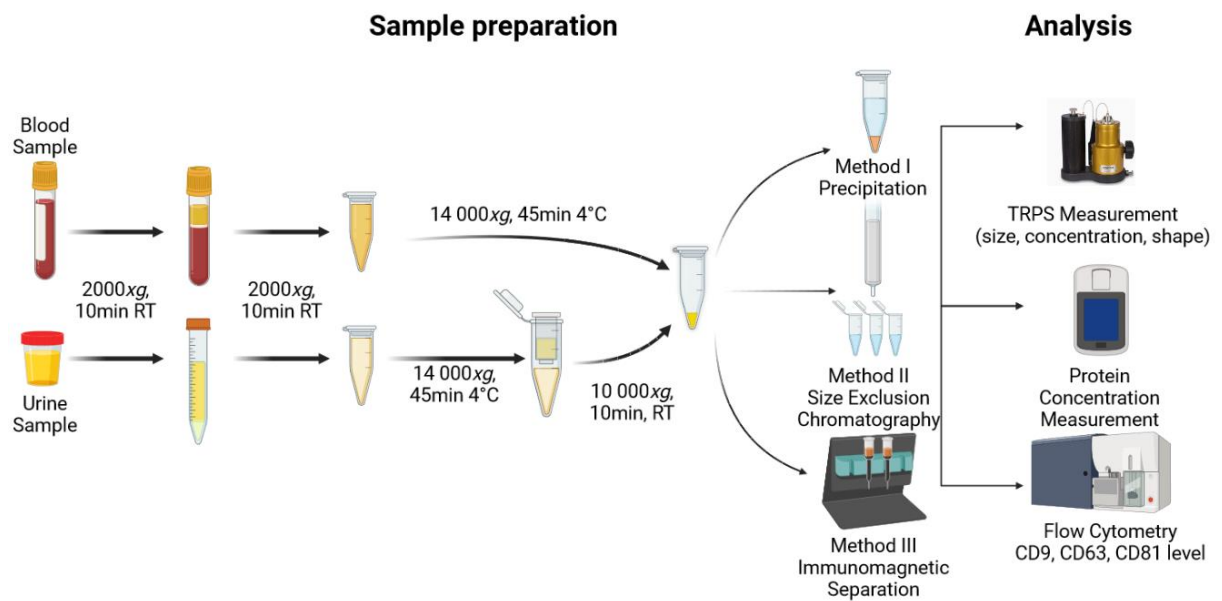 Sample preparation
Analysis
Blood
Sample
2000xg,
10min RT
2000xg,
10min RT
14 000xg, 45min 4°C
Urine
Sample
14 000xg,
45min 4°C
10 000xg,
10min, RT
Method I
Precipitation
Method II
Size Exclusion
Chromatography
Method III
Immunomagnetic
Separation
TRPS Measurement
(size, concentration, shape)
Protein
Concentration
Measurement
Flow Cytometry
CD9, CD63, CD81 level